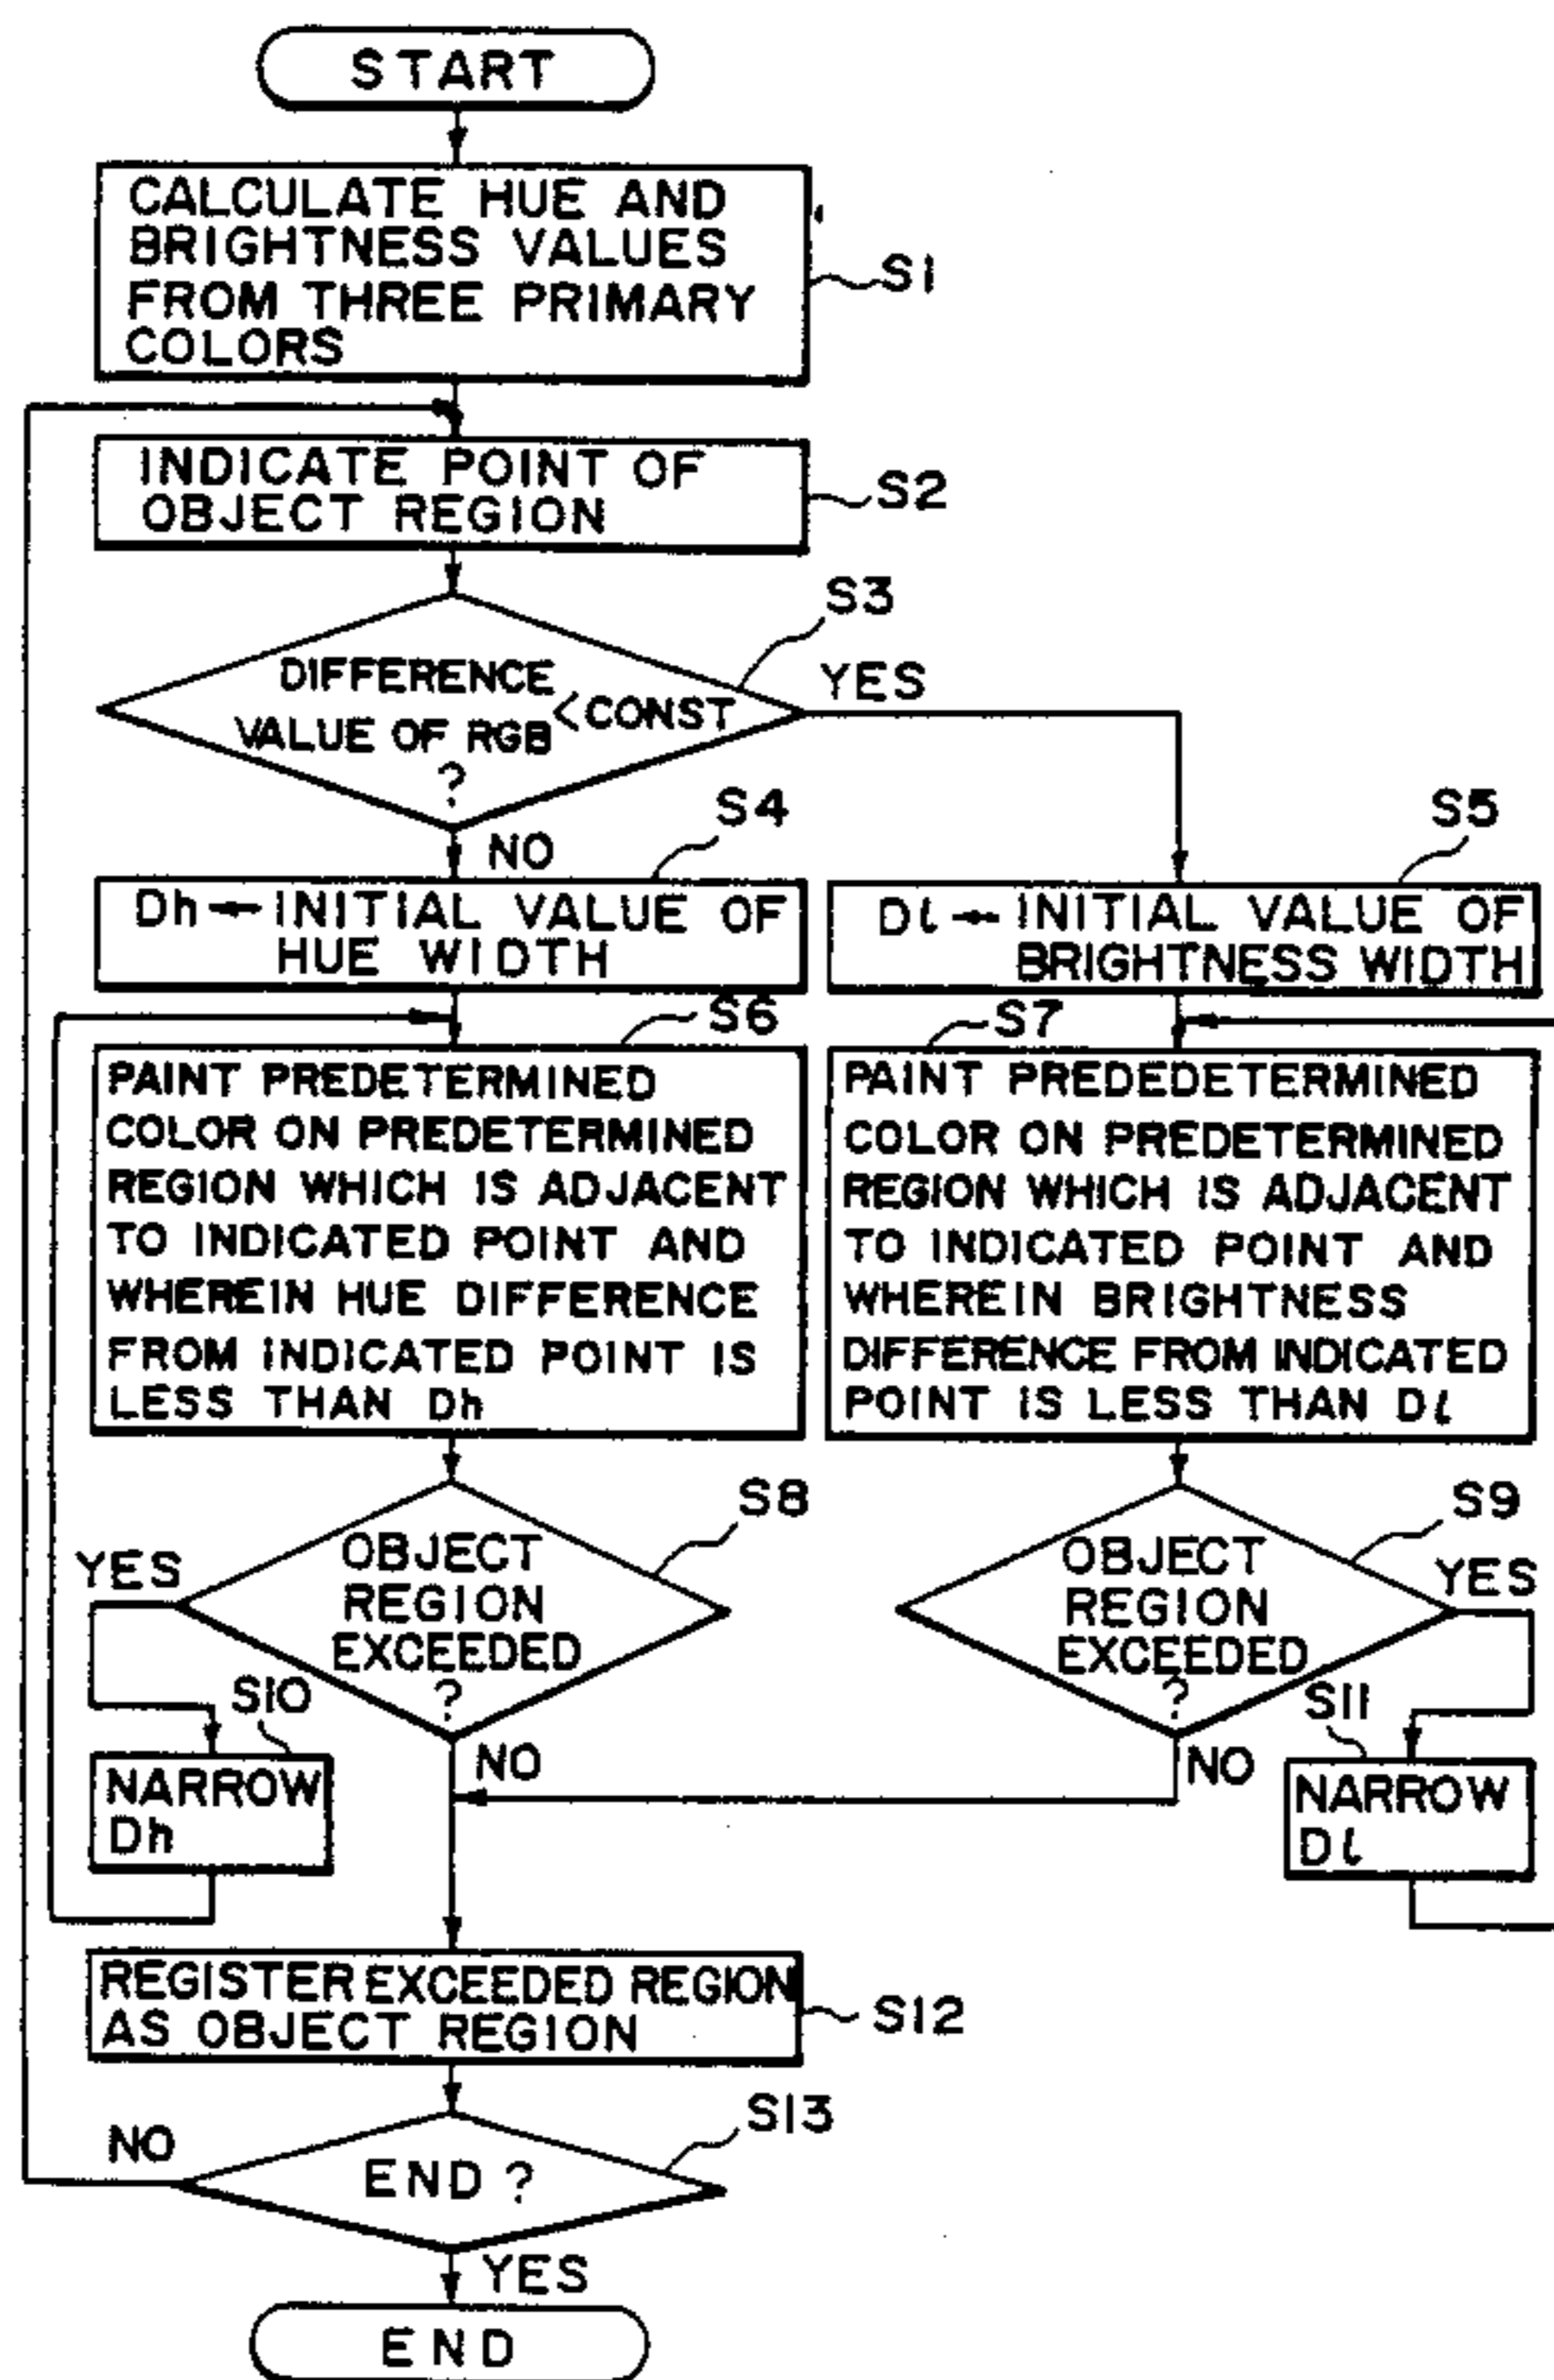 START
CALCULATE HUE AND
BRIGHTNESS VALUES
FROM THREE PRIMARY
COLORS
S1
INDICATE POINT OF
OBJECT REGION
S2
S3
DIFFERENCE
VALUE OF RGB < CONST
?
YES
NO
S4
Dh ← INITIAL VALUE OF
HUE WIDTH
S5
Dl ← INITIAL VALUE OF
BRIGHTNESS WIDTH
S6
PAINT PREDETERMINED
COLOR ON PREDETERMINED
REGION WHICH IS ADJACENT
TO INDICATED POINT AND
WHEREIN HUE DIFFERENCE
FROM INDICATED POINT IS
LESS THAN Dh
S7
PAINT PREDEDETERMINED
COLOR ON PREDETERMINED
REGION WHICH IS ADJACENT
TO INDICATED POINT AND
WHEREIN BRIGHTNESS
DIFFERENCE FROM INDICATED
POINT IS LESS THAN Dl
S8
OBJECT
REGION
EXCEEDED
?
YES
NO
S9
OBJECT
REGION
EXCEEDED
?
YES
NO
S10
NARROW
Dh
S11
NARROW
Dl
REGISTER EXCEEDED REGION
AS OBJECT REGION
S12
S13
END ?
NO
YES
END